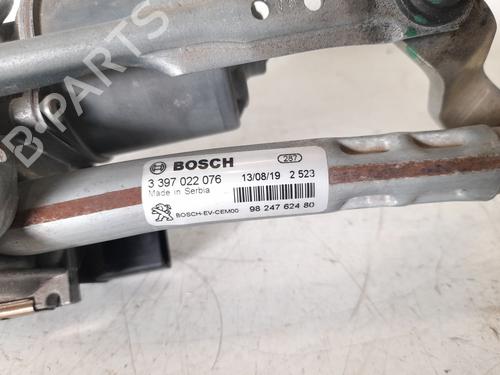 B-PARTS
BOSCH 287
3 397 022 076 13/08/19 2 523
Made in Serbia
BOSCH-EV-CEM00 98 247 624 80